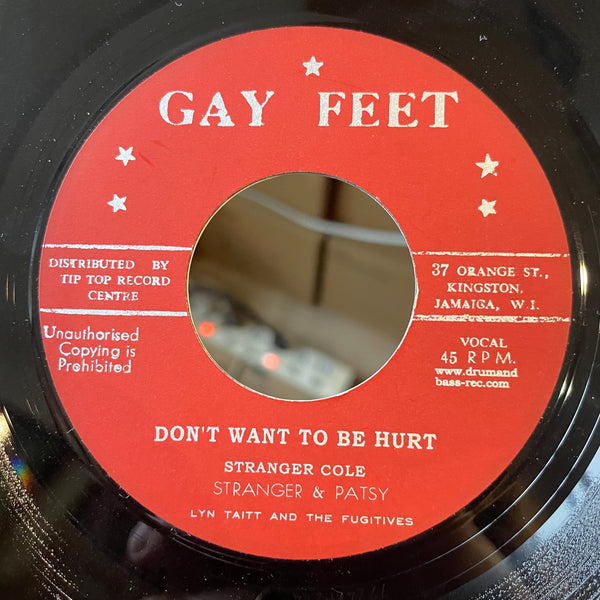 GAY FEET
DISTRIBUTED BY
TIP TOP RECORD
CENTRE
37 ORANGE ST.,
KINGSTON,
JAMAIGA, W.I.
Unauthorised
Copying is
Prohibited
VOCAL
45 RPM.
www.drumand
bass-rec.com
DON'T WANT TO BE HURT
STRANGER COLE
STRANGER & PATSY
LYN TAITT AND THE FUGITIVES